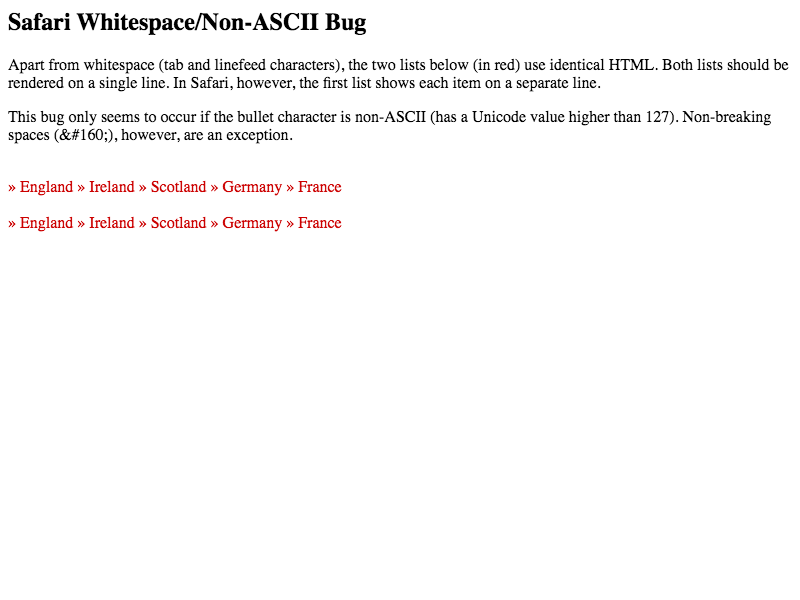 Safari Whitespace/Non-ASCII Bug
Apart from whitespace (tab and linefeed characters), the two lists below (in red) use identical HTML. Both lists should be
rendered on a single line. In Safari, however, the first list shows each item on a separate line.
This bug only seems to occur if the bullet character is non-ASCII (has a Unicode value higher than 127). Non-breaking
spaces (&#160;), however, are an exception.
» England » Ireland » Scotland » Germany » France
» England » Ireland » Scotland » Germany » France